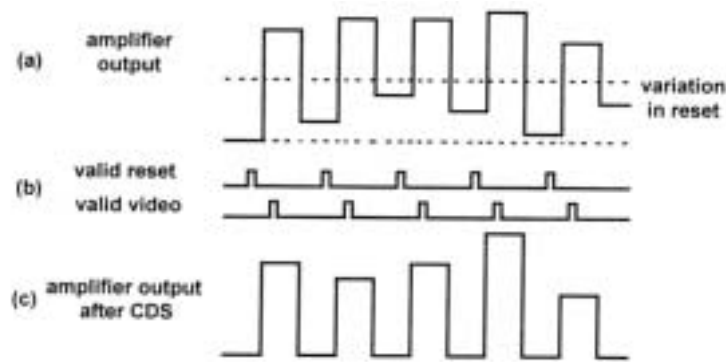 (a)
amplifier
output
variation
in reset
(b)
valid reset
valid video
(c)
amplifier output
after CDS